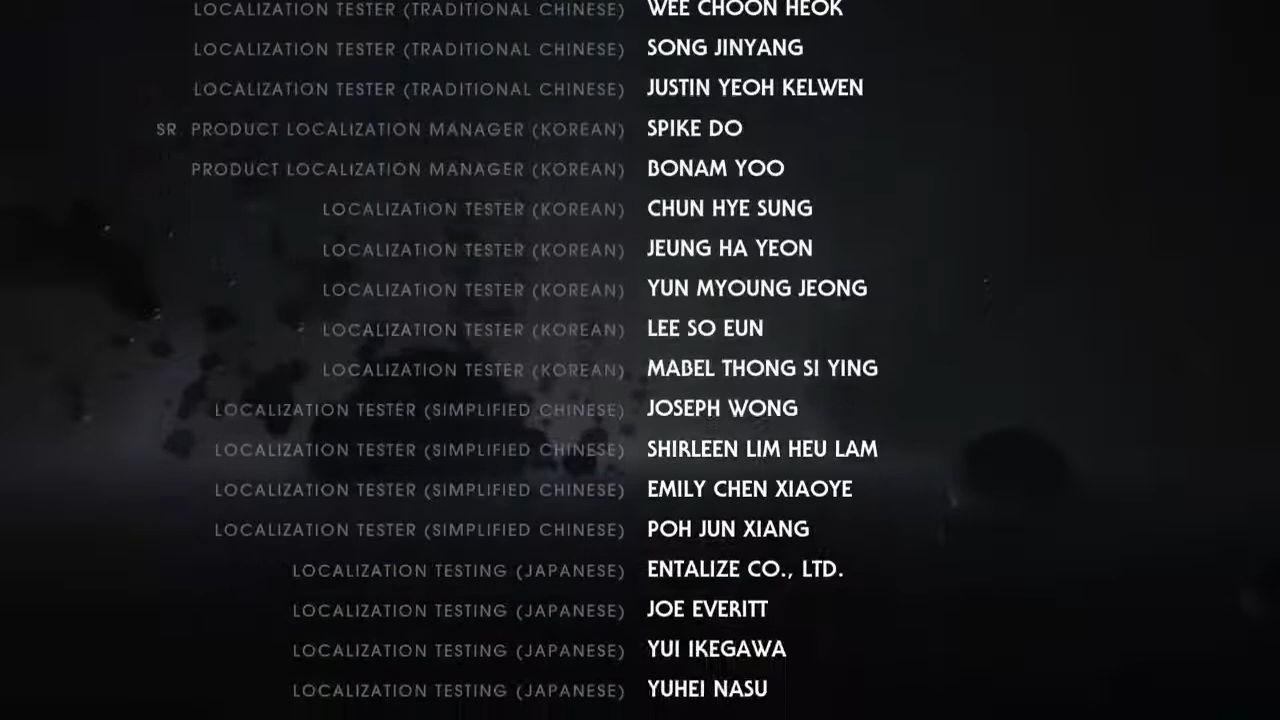 LOCALIZATION TESTER (TRADITIONAL CHINESE) WEE CHOON HEOK
LOCALIZATION TESTER (TRADITIONAL CHINESE) SONG JINYANG
LOCALIZATION TESTER (TRADITIONAL CHINESE) JUSTIN YEOH KELWEN
SR PRODUCT LOCALIZATION MANAGER (KOREAN) SPIKE DO
PRODUCT LOCALIZATION MANAGER (KOREAN) BONAM YOO
LOCALIZATION TESTER (KOREAN) CHUN HYE SUNG
LOCALIZATION TESTER (KOREAN) JEUNG HA YEON
LOCALIZATION TESTER (KOREAN) YUN MYOUNG JEONG
LOCALIZATION TESTER (KOREAN) LEE SO EUN
LOCALIZATION TESTER (KOREAN) MABEL THONG SI YING
LOCALIZATION TESTER (SIMPLIFIED CHINESE) JOSEPH WONG
LOCALIZATION TESTER (SIMPLIFIED CHINESE) SHIRLEEN LIM HEU LAM
LOCALIZATION TESTER (SIMPLIFIED CHINESE) EMILY CHEN XIAOYE
LOCALIZATION TESTER (SIMPLIFIED CHINESE) POH JUN XIANG
LOCALIZATION TESTING (JAPANESE) ENTALIZE CO., LTD.
LOCALIZATION TESTING (JAPANESE) JOE EVERITT
LOCALIZATION TESTING (JAPANESE) YUI IKEGAWA
LOCALIZATION TESTING (JAPANESE) YUHEI NASU